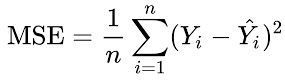 MSE = \frac{1}{n} \sum_{i=1}^{n} (Y_i - \hat{Y}_i)^2